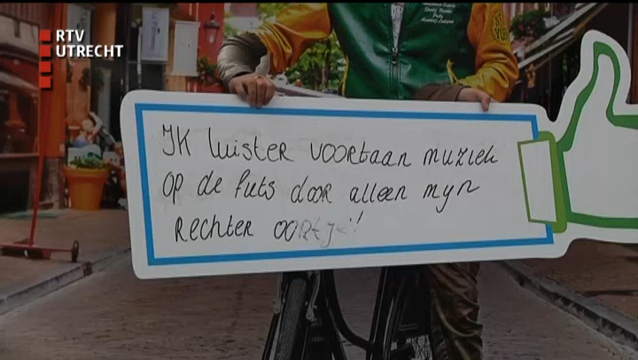 RTV
UTRECHT
IK luister voortaan muziek
op de fiets door alleen mijn
rechter oortje!